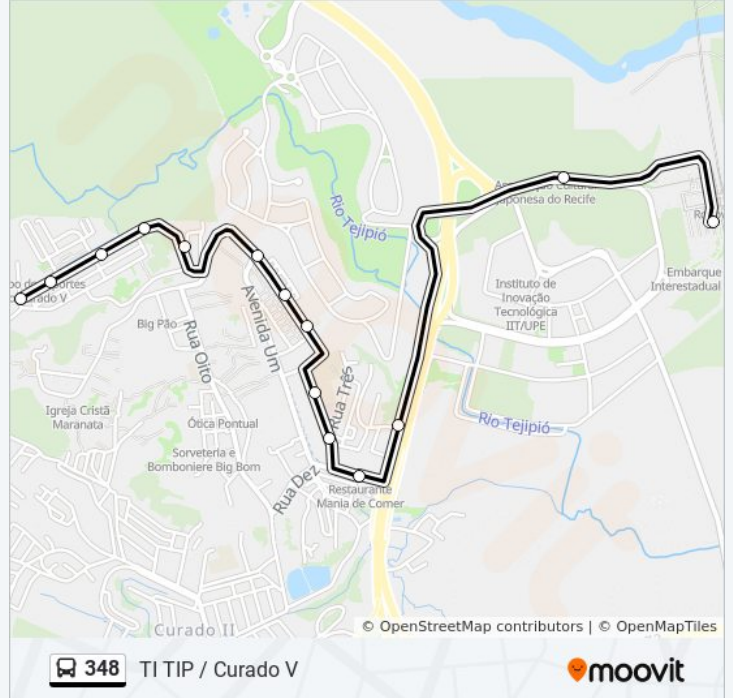 Rio Tejipó
Japonesa do Recife
Embarque
Interestadual
Instituto de
Inovação
Tecnológica
IIT/UPE
Curado V
Avenida Um
Big Pão
Rua Oito
Rua Três
Igreja Cristã
Maranata
Ótica Pontual
Rio Tejipió
Sorveteria e
Bomboniere Big Bom
Rua Dez
Restaurante
Mania de Comer
Curado II
© OpenStreetMap contributors | © OpenMapTiles
348 TI TIP / Curado V
moovit